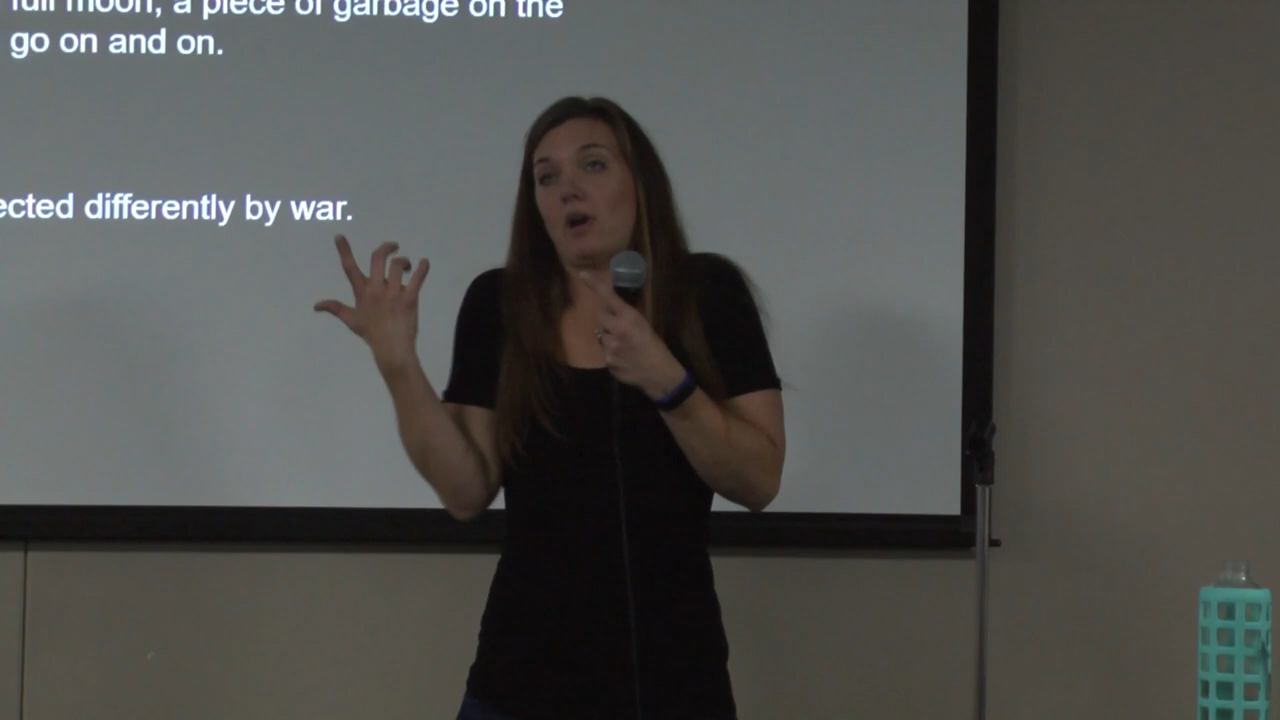 full moon, a piece of garbage on the
go on and on.
ected differently by war.